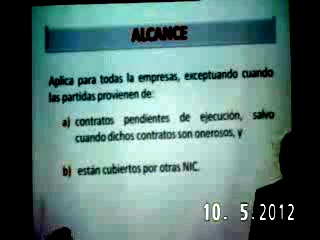 ALCANCE
Aplica para todas la empresas, exceptuando cuando
las partidas provienen de:
a) contratos pendientes de ejecución, salvo
cuando dichos contratos son onerosos, y
b) están cubiertos por otras NIC.
10. 5.2012